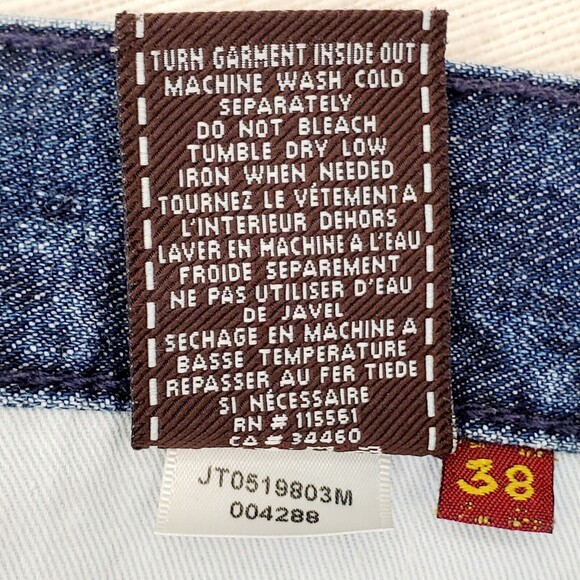 TURN GARMENT INSIDE OUT
MACHINE WASH COLD
SEPARATELY
DO NOT BLEACH
TUMBLE DRY LOW
IRON WHEN NEEDED
TOURNEZ LE VÉTEMENT A
L'INTERIEUR DEHORS
LAVER EN MACHINE A L'EAU
FROIDE SEPAREMENT
NE PAS UTILISER D'EAU
DE JAVEL
SECHAGE EN MACHINE A
BASSE TEMPERATURE
REPASSER AU FER TIEDE
SI NÉCESSAIRE
RN # 115561
CA # 34460
JT0519803M
004288
38